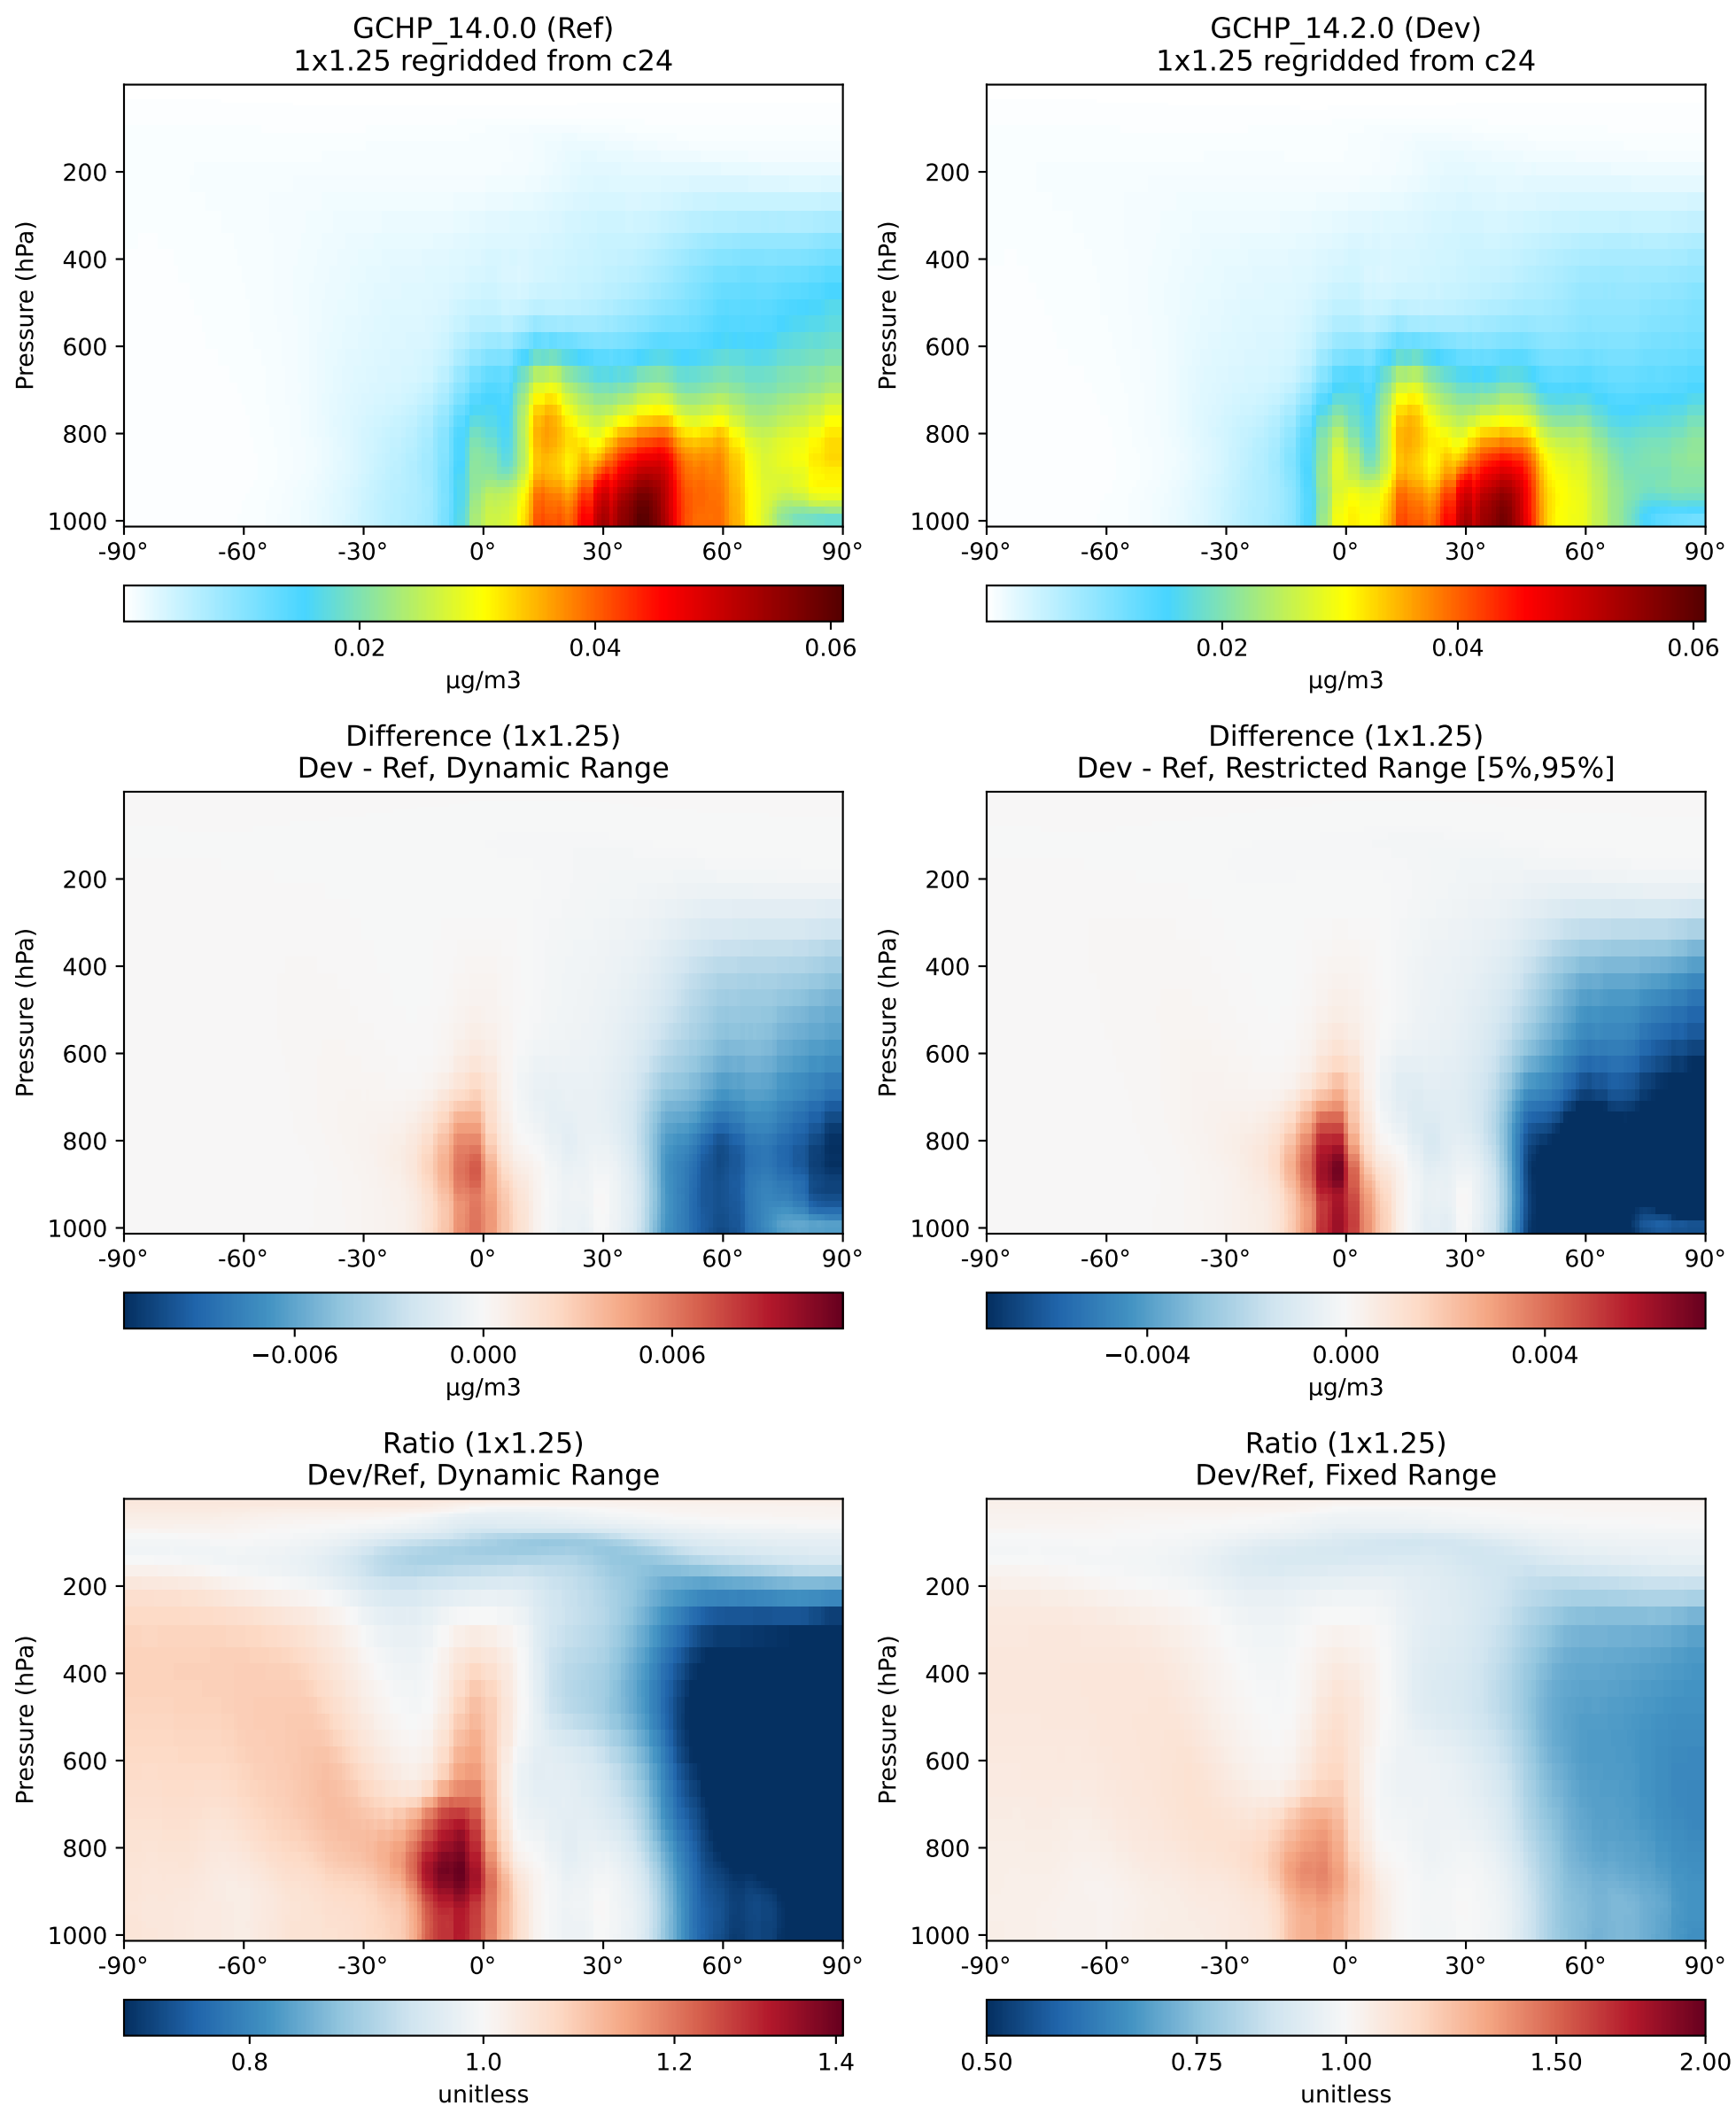 GCHP_14.0.0 (Ref)
1x1.25 regridded from c24
Pressure (hPa)
200
400
600
800
1000
-90° -60° -30° 0° 30° 60° 90°
0.02 0.04 0.06
μg/m3
GCHP_14.2.0 (Dev)
1x1.25 regridded from c24
Pressure (hPa)
200
400
600
800
1000
-90° -60° -30° 0° 30° 60° 90°
0.02 0.04 0.06
μg/m3
Difference (1x1.25)
Dev - Ref, Dynamic Range
Pressure (hPa)
200
400
600
800
1000
-90° -60° -30° 0° 30° 60° 90°
−0.006 0.000 0.006
μg/m3
Difference (1x1.25)
Dev - Ref, Restricted Range [5%,95%]
Pressure (hPa)
200
400
600
800
1000
-90° -60° -30° 0° 30° 60° 90°
−0.004 0.000 0.004
μg/m3
Ratio (1x1.25)
Dev/Ref, Dynamic Range
Pressure (hPa)
200
400
600
800
1000
-90° -60° -30° 0° 30° 60° 90°
0.8 1.0 1.2 1.4
unitless
Ratio (1x1.25)
Dev/Ref, Fixed Range
Pressure (hPa)
200
400
600
800
1000
-90° -60° -30° 0° 30° 60° 90°
0.50 0.75 1.00 1.50 2.00
unitless